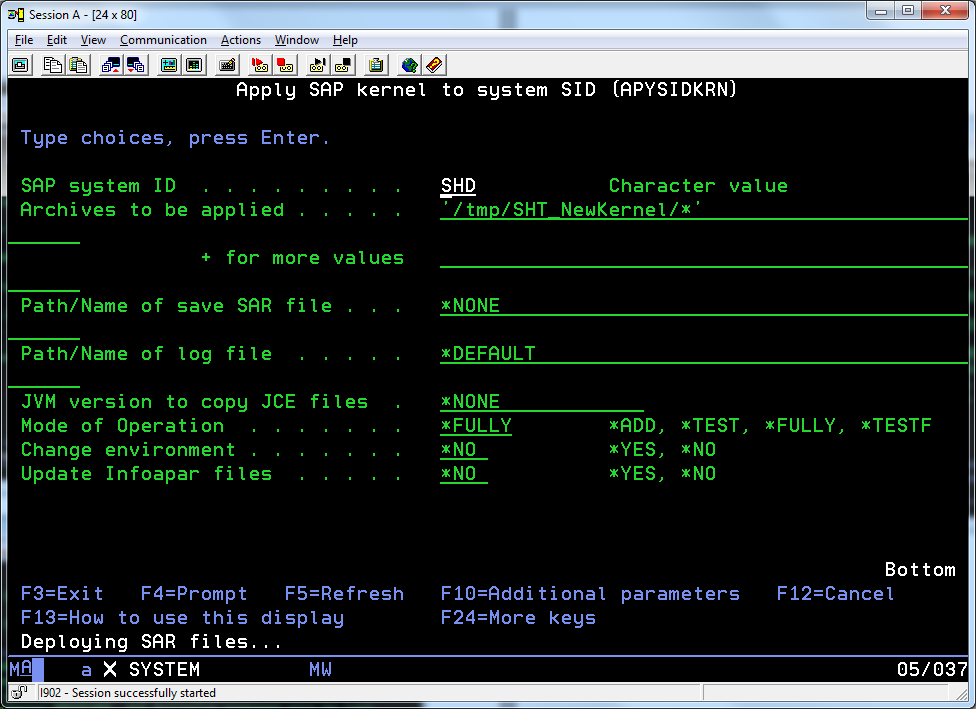 Session A - [24 x 80]
File Edit View Communication Actions Window Help
Apply SAP kernel to system SID (APYSIDKRN)
Type choices, press Enter.
SAP system ID . . . . . . . . . SHD Character value
Archives to be applied . . . . . '/tmp/SHT_NewKernel/*'
+ for more values
Path/Name of save SAR file . . . *NONE
Path/Name of log file . . . . . *DEFAULT
JVM version to copy JCE files . *NONE
Mode of Operation . . . . . . . *FULLY *ADD, *TEST, *FULLY, *TESTF
Change environment . . . . . . . *NO *YES, *NO
Update Infoapar files . . . . . *NO *YES, *NO
Bottom
F3=Exit F4=Prompt F5=Refresh F10=Additional parameters F12=Cancel
F13=How to use this display F24=More keys
Deploying SAR files...
MA a X SYSTEM MW 05/037
I902 - Session successfully started